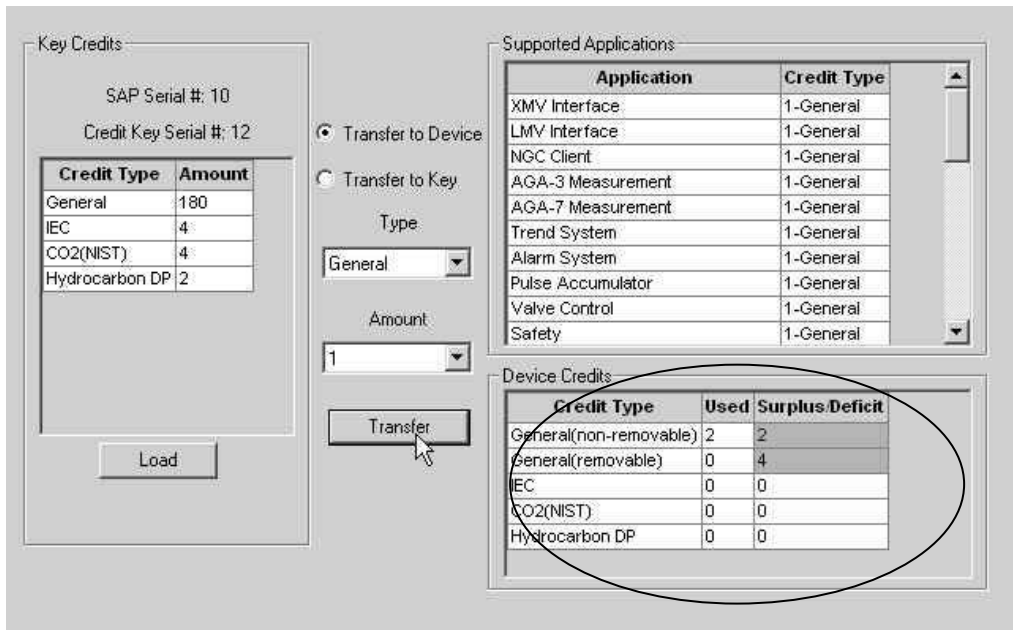 Key Credits
SAP Serial #: 10
Credit Key Serial #: 12
Credit Type Amount
General 180
IEC 4
CO2(NIST) 4
Hydrocarbon DP 2
Load
Transfer to Device
Transfer to Key
Type
General
Amount
1
Transfer
Supported Applications
Application Credit Type
XMV Interface 1-General
LMV Interface 1-General
NGC Client 1-General
AGA-3 Measurement 1-General
AGA-7 Measurement 1-General
Trend System 1-General
Alarm System 1-General
Pulse Accumulator 1-General
Valve Control 1-General
Safety 1-General
Device Credits
Credit Type Used Surplus/Deficit
General(non-removable) 2 2
General(removable) 0 4
IEC 0 0
CO2(NIST) 0 0
Hydrocarbon DP 0 0